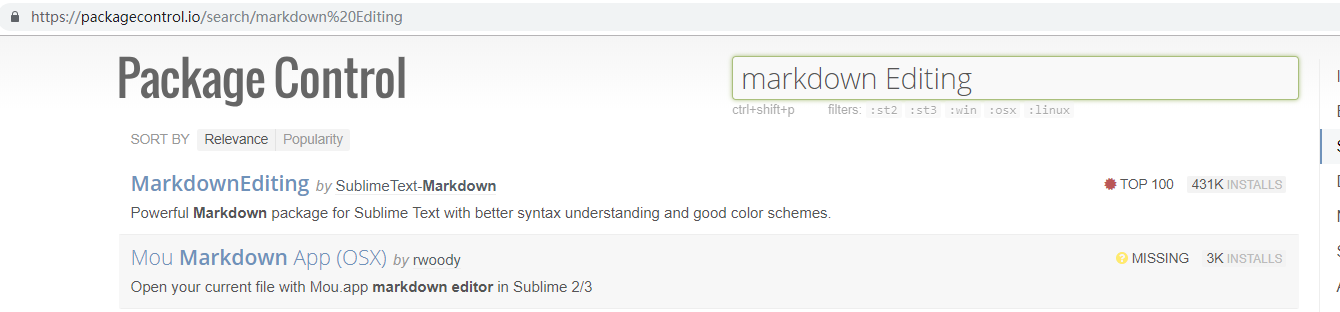 https://packagecontrol.io/search/markdown%20Editing
Package Control
markdown Editing
ctrl+shift+p filters: :st2 :st3 :win :osx :linux
SORT BY Relevance Popularity
MarkdownEditing by SublimeText-Markdown TOP 100 431K INSTALLS
Powerful Markdown package for Sublime Text with better syntax understanding and good color schemes.
Mou Markdown App (OSX) by rwoody ? MISSING 3K INSTALLS
Open your current file with Mou.app markdown editor in Sublime 2/3